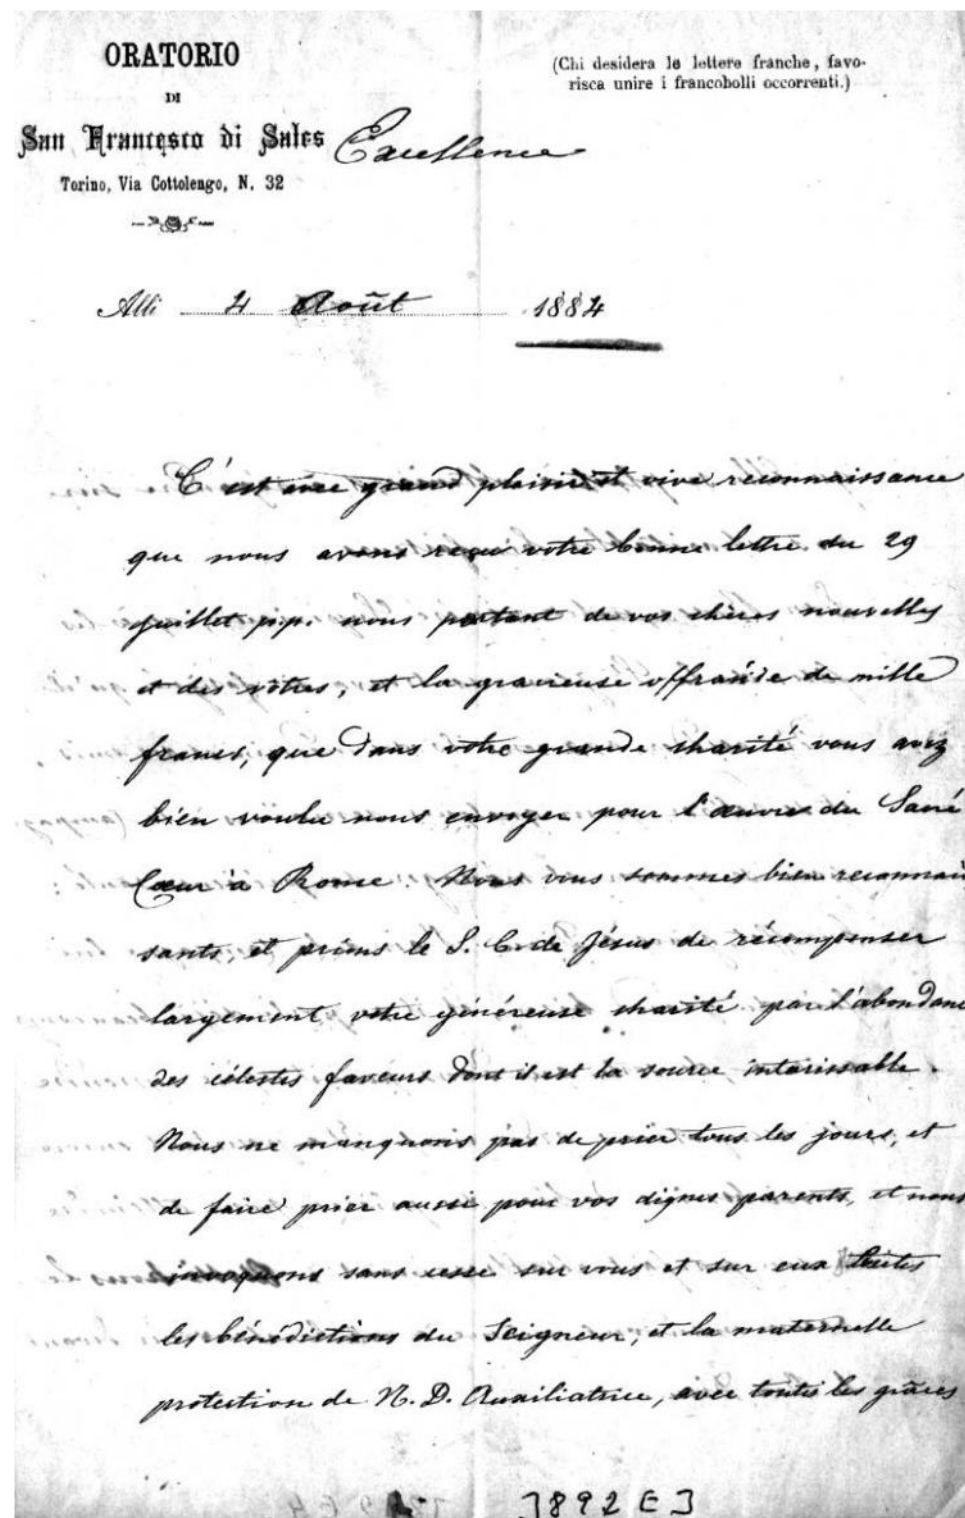 ORATORIO
DI
San Francesco di Sales
Torino, Via Cottolengo, N. 32
(Chi desidera le lettere franche, favo-
risca unire i francobolli occorrenti.)
Excellence
Alli 4 Août 1884
C'est avec grand plaisir et vive reconnaissance
que nous avons reçu votre bonne lettre du 29
juillet p.p. nous portant de vos chères nouvelles
et des vôtres, et la gracieuse offrande de mille
francs, que dans votre grande charité vous avez
bien voulu nous envoyer pour l'œuvre du Sacré
Cœur à Rome. Nous vous sommes bien reconnais
sants, et prions le S. C. de Jésus de récompenser
largement votre généreuse charité par l'abondance
des célestes faveurs dont il est la source intarissable.
Nous ne manquons pas de prier tous les jours, et
de faire prier aussi pour vos dignes parents, et nous
invoquons sans cesse sur vous et sur eux toutes
les bénédictions du Seigneur, et la maternelle
protection de N. D. Auxiliatrice, avec toutes les grâces
3892 E 3